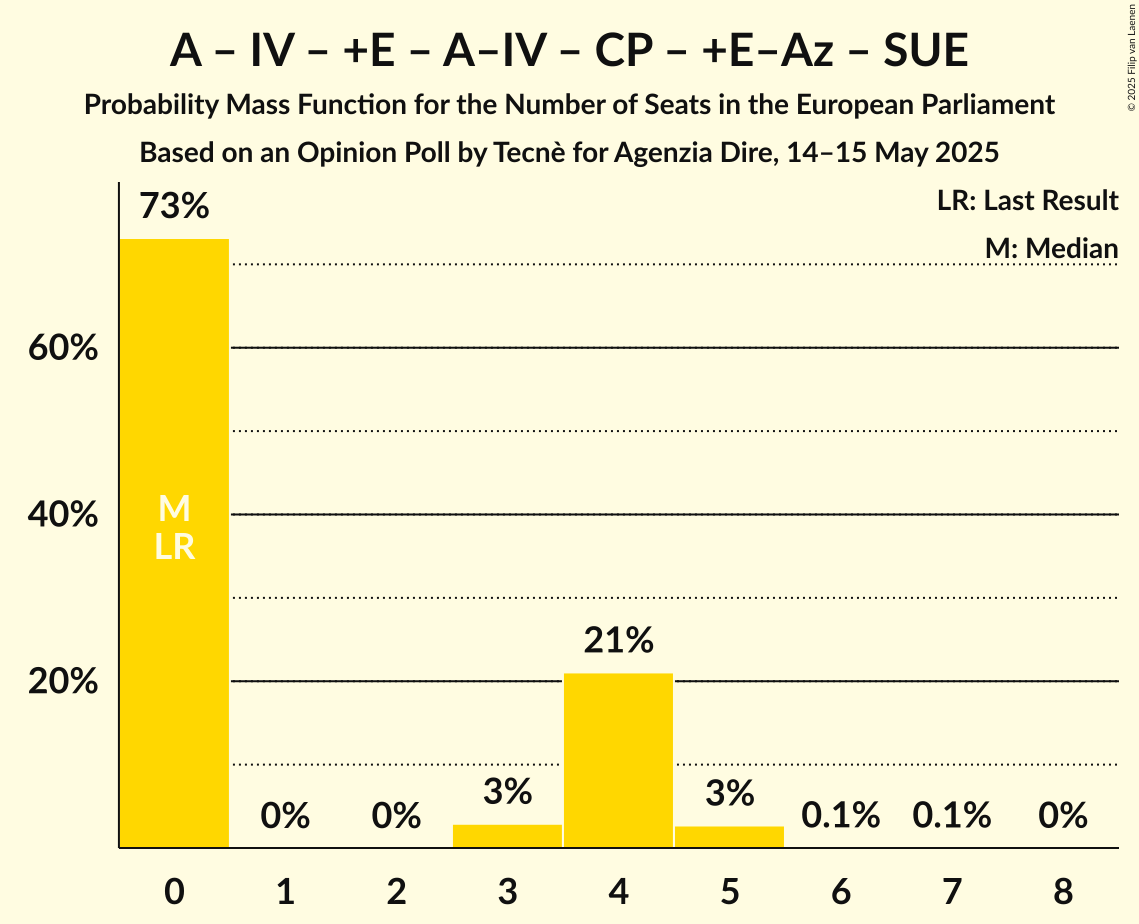 A – IV – +E – A–IV – CP – +E–Az – SUE
Probability Mass Function for the Number of Seats in the European Parliament
Based on an Opinion Poll by Tecnè for Agenzia Dire, 14–15 May 2025
© 2025 Filip van Laenen
LR: Last Result
M: Median
73%
60%
40%
20%
M
LR
0%
0%
3%
21%
3%
0.1%
0.1%
0%
0
1
2
3
4
5
6
7
8